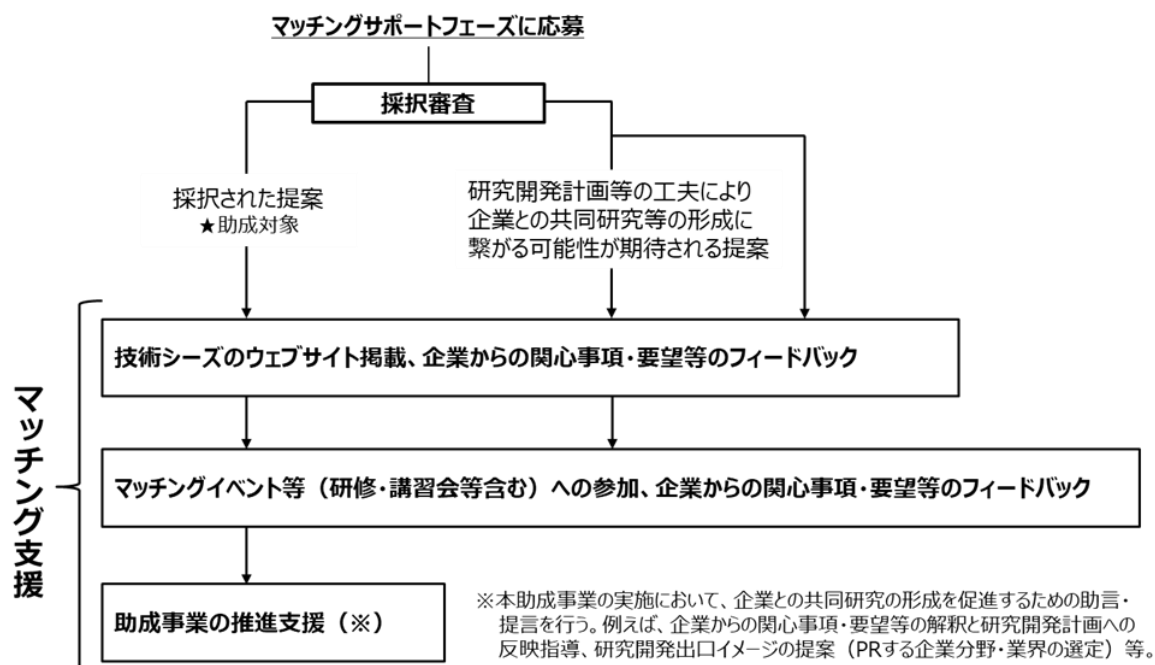 マッチングサポートフェーズに応募
採択審査
採択された提案
★助成対象
研究開発計画等の工夫により
企業との共同研究等の形成に
繋がる可能性が期待される提案
技術シーズのウェブサイト掲載、企業からの関心事項・要望等のフィードバック
マッチング支援
マッチングイベント等（研修・講習会等含む）への参加、企業からの関心事項・要望等のフィードバック
助成事業の推進支援（※）
※本助成事業の実施において、企業との共同研究の形成を促進するための助言・
提言を行う。例えば、企業からの関心事項・要望等の解釈と研究開発計画への
反映指導、研究開発出口イメージの提案（PRする企業分野・業界の選定）等。